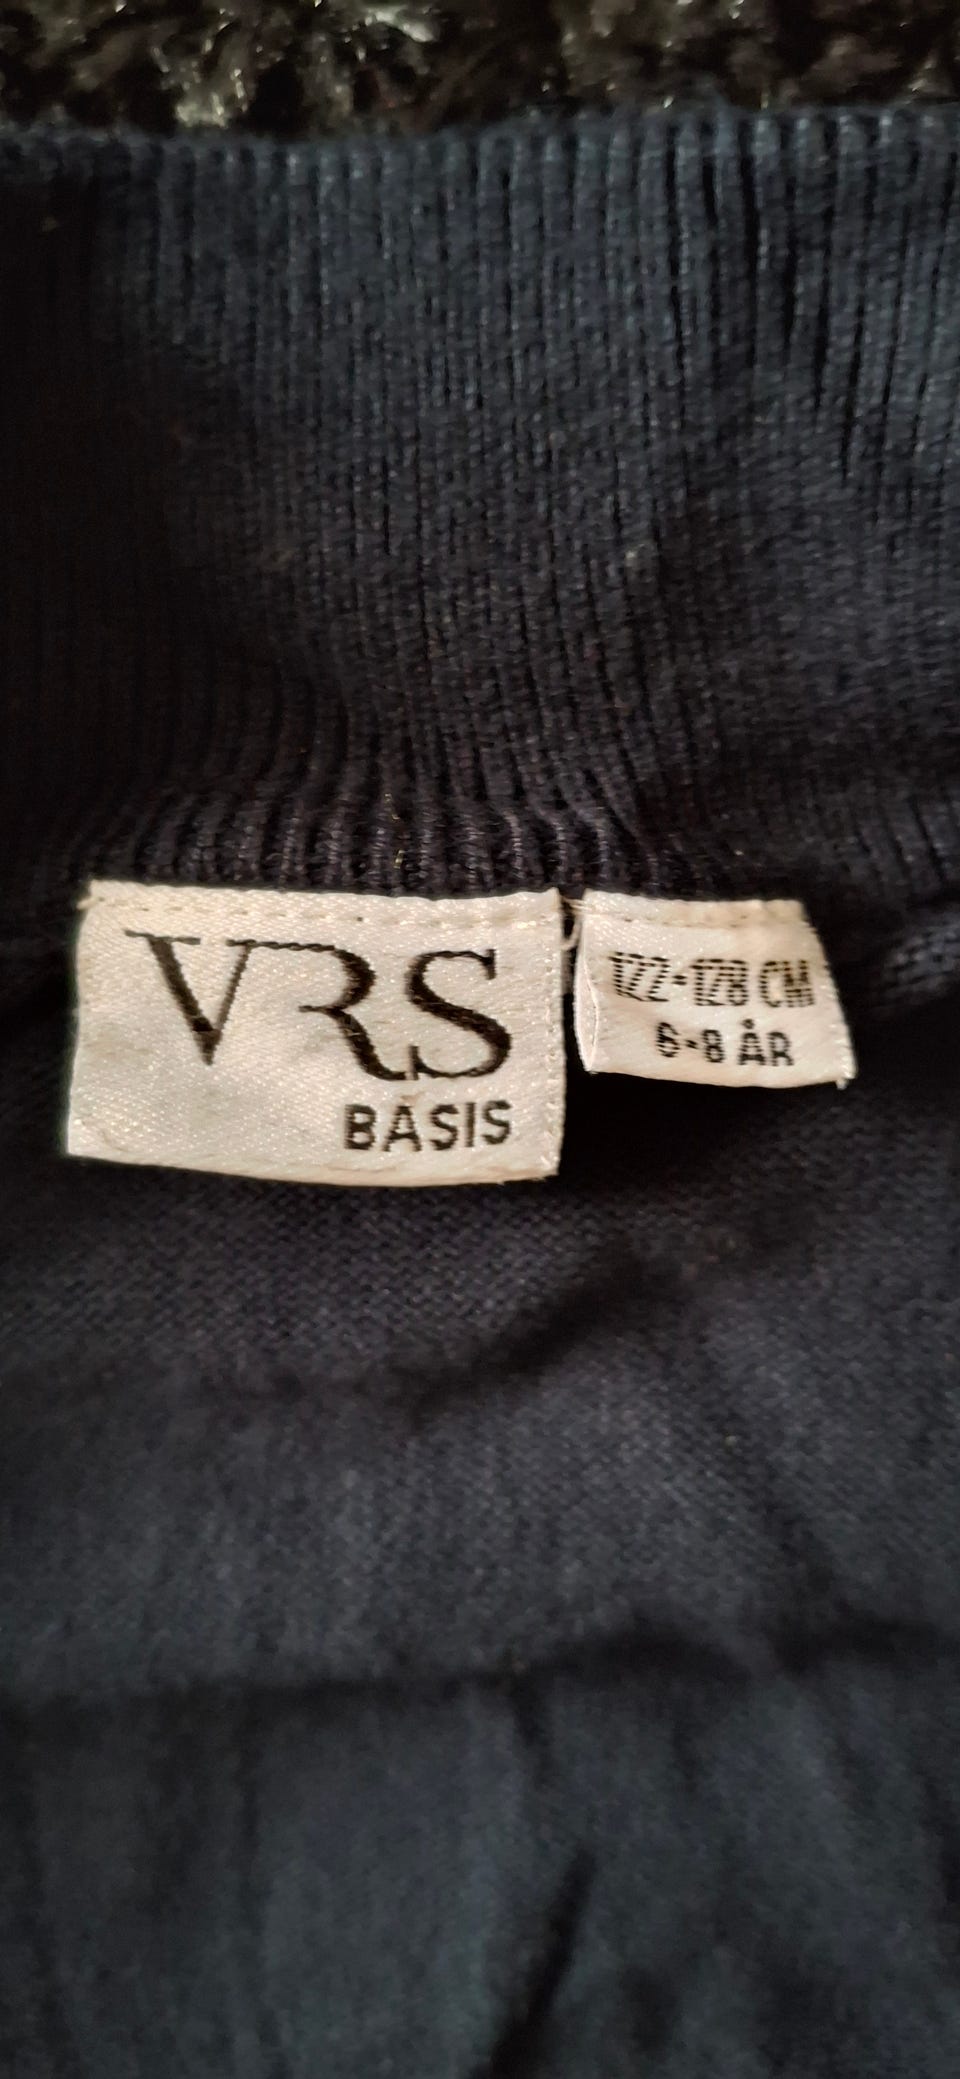 VRS
BASIS
122-128 CM
6-8 ÅR